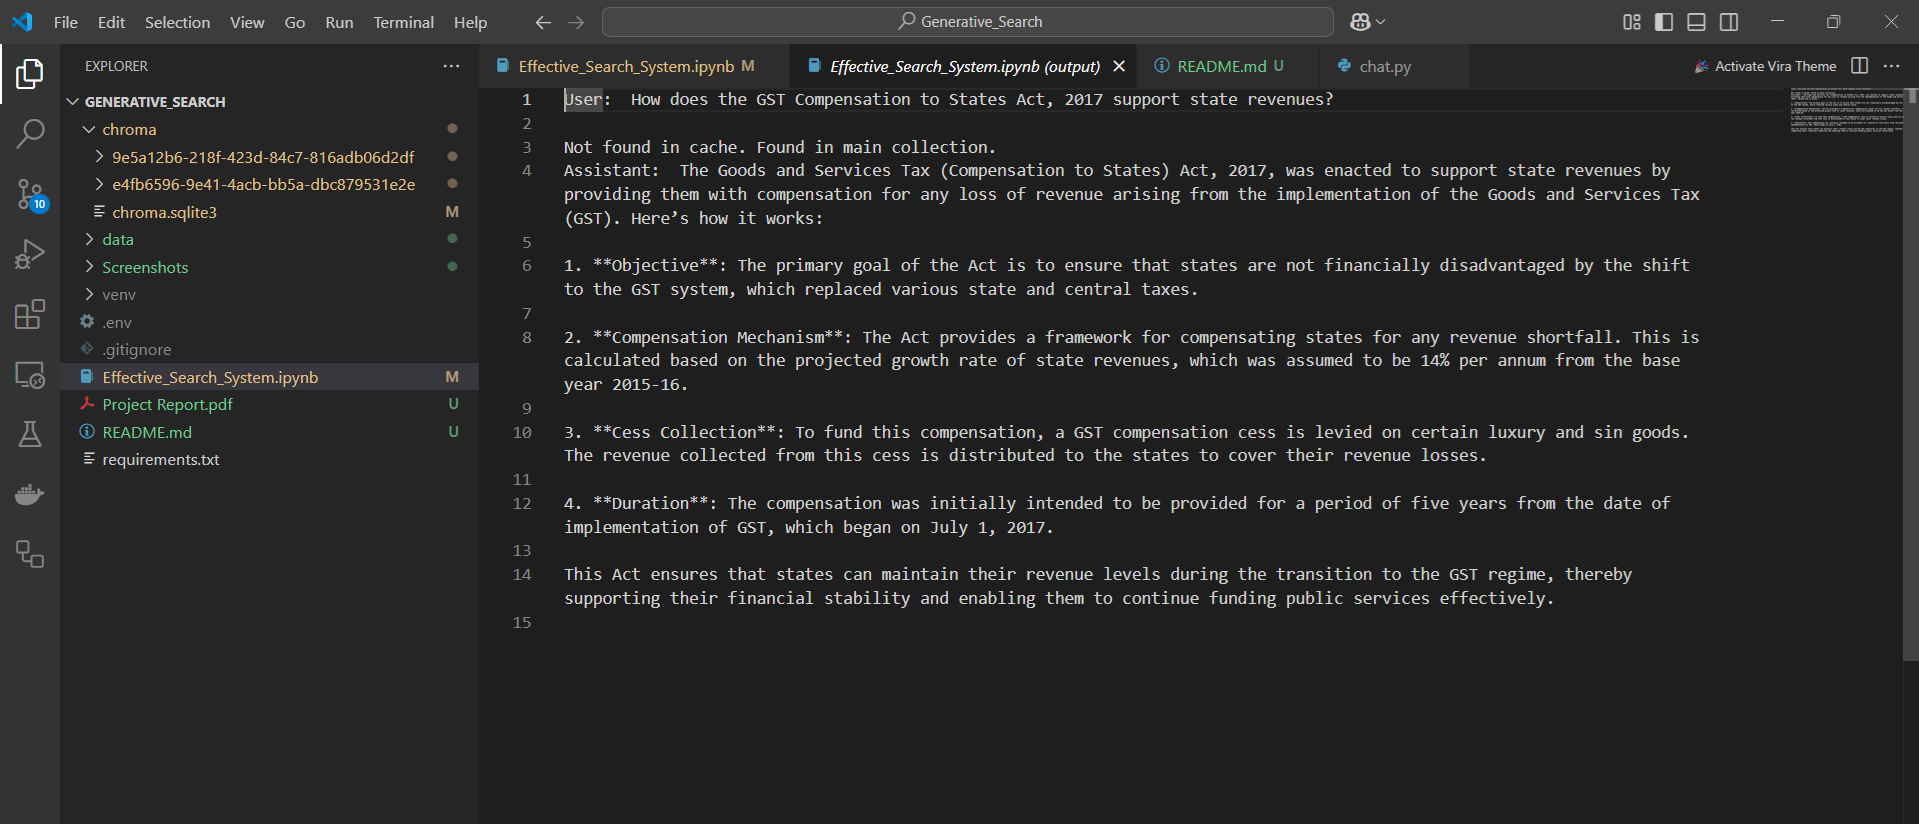 File Edit Selection View Go Run Terminal Help
Generative_Search
EXPLORER
GENERATIVE_SEARCH
chroma
9e5a12b6-218f-423d-84c7-816adb06d2df
e4fb6596-9e41-4acb-bb5a-dbc879531e2e
chroma.sqlite3 M
data
Screenshots
venv
.env
.gitignore
Effective_Search_System.ipynb M
Project Report.pdf U
README.md U
requirements.txt
10
Effective_Search_System.ipynb M
Effective_Search_System.ipynb (output)
README.md U
chat.py
Activate Vira Theme
1 User:  How does the GST Compensation to States Act, 2017 support state revenues?
2
3 Not found in cache. Found in main collection.
4 Assistant:  The Goods and Services Tax (Compensation to States) Act, 2017, was enacted to support state revenues by
providing them with compensation for any loss of revenue arising from the implementation of the Goods and Services Tax
(GST). Here’s how it works:
5
6 1. **Objective**: The primary goal of the Act is to ensure that states are not financially disadvantaged by the shift
to the GST system, which replaced various state and central taxes.
7
8 2. **Compensation Mechanism**: The Act provides a framework for compensating states for any revenue shortfall. This is
calculated based on the projected growth rate of state revenues, which was assumed to be 14% per annum from the base
year 2015-16.
9
10 3. **Cess Collection**: To fund this compensation, a GST compensation cess is levied on certain luxury and sin goods.
The revenue collected from this cess is distributed to the states to cover their revenue losses.
11
12 4. **Duration**: The compensation was initially intended to be provided for a period of five years from the date of
implementation of GST, which began on July 1, 2017.
13
14 This Act ensures that states can maintain their revenue levels during the transition to the GST regime, thereby
supporting their financial stability and enabling them to continue funding public services effectively.
15